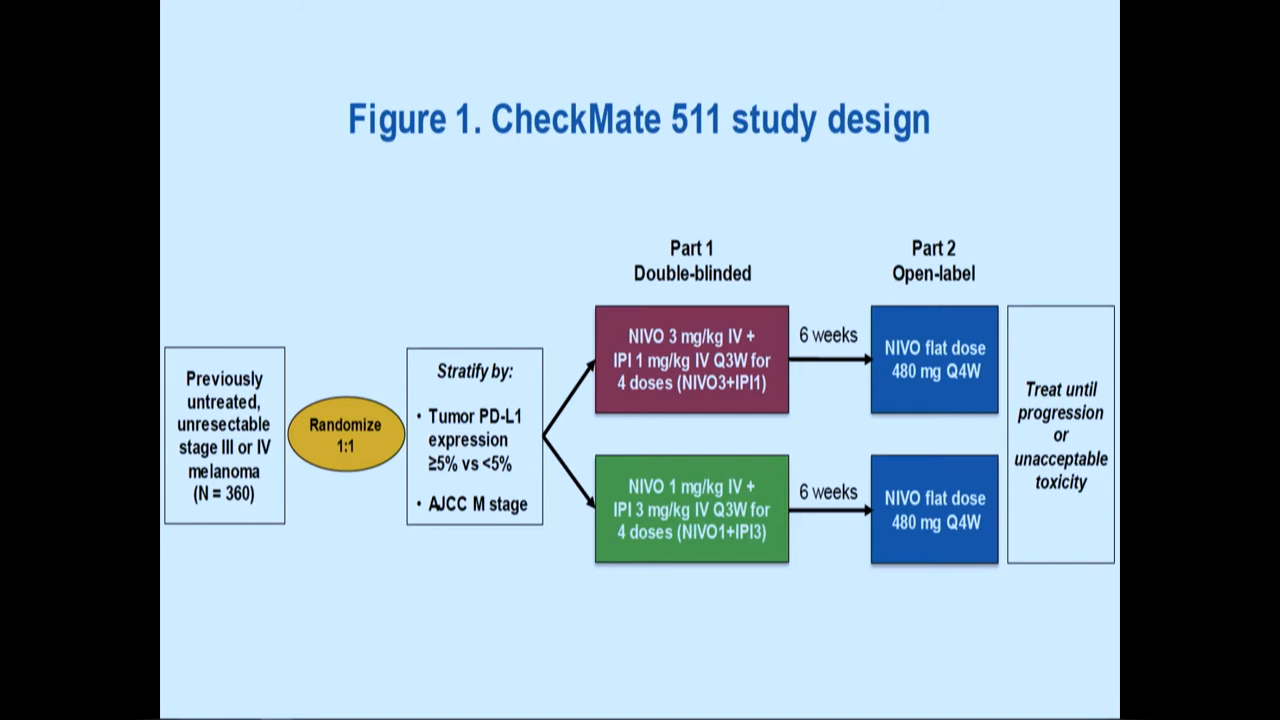 Figure 1. CheckMate 511 study design
Part 1
Double-blinded
Part 2
Open-label
Previously
untreated,
unresectable
stage III or IV
melanoma
(N = 360)
Randomize
1:1
Stratify by:
• Tumor PD-L1
expression
≥5% vs <5%
• AJCC M stage
NIVO 3 mg/kg IV +
IPI 1 mg/kg IV Q3W for
4 doses (NIVO3+IPI1)
6 weeks
NIVO flat dose
480 mg Q4W
NIVO 1 mg/kg IV +
IPI 3 mg/kg IV Q3W for
4 doses (NIVO1+IPI3)
6 weeks
NIVO flat dose
480 mg Q4W
Treat until
progression
or
unacceptable
toxicity